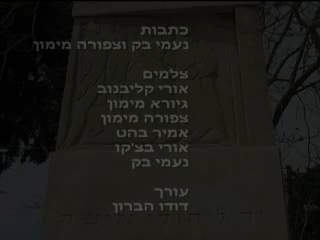 כתבות
נעמי בק וצפורה מימון
צלמים
אורי קליבנוב
גיורא מימון
צפורה מימון
אמיר בהט
אורי בצ'קו
נעמי בק
עורך
דודו הברון